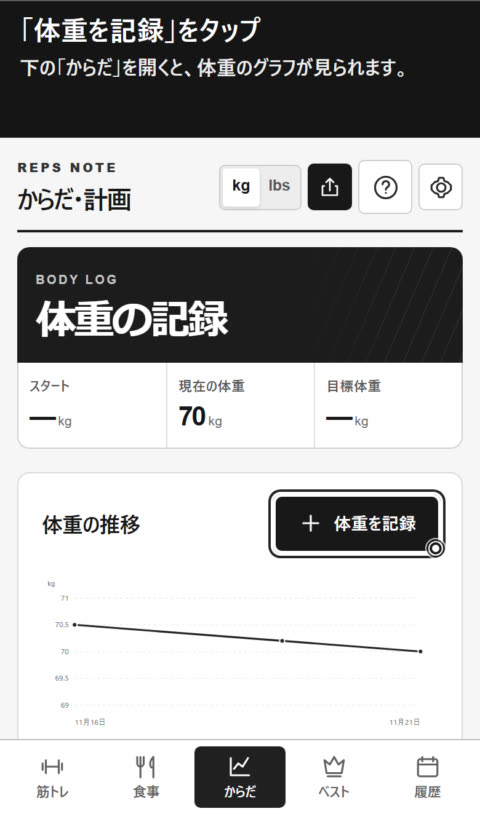 「体重を記録」をタップ
下の「からだ」を開くと、体重のグラフが見られます。
REPS NOTE
からだ・計画
kg lbs
?
BODY LOG
体重の記録
スタート
—kg
現在の体重
70 kg
目標体重
—kg
体重の推移
+ 体重を記録
kg
71
70.5
70
69.5
69
11月16日 11月21日
筋トレ 食事 からだ ベスト 履歴